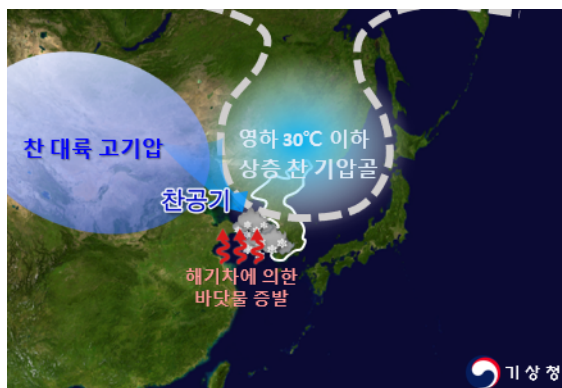 영하 30℃ 이하
상층 찬 기압골
찬 대륙 고기압
찬공기
해기차에 의한
바닷물 증발
기상청